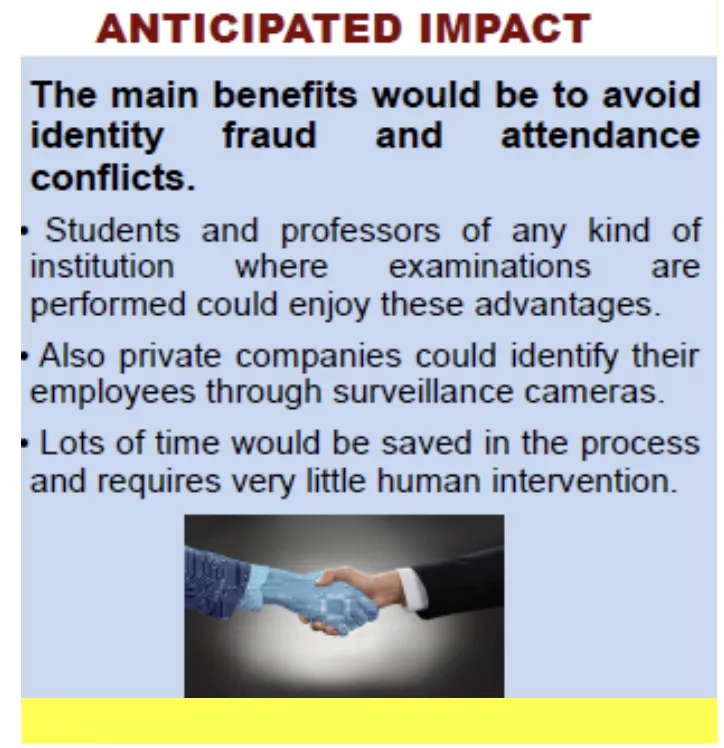 ANTICIPATED IMPACT
The main benefits would be to avoid
identity fraud and attendance
conflicts.
• Students and professors of any kind of
institution where examinations are
performed could enjoy these advantages.
• Also private companies could identify their
employees through surveillance cameras.
• Lots of time would be saved in the process
and requires very little human intervention.